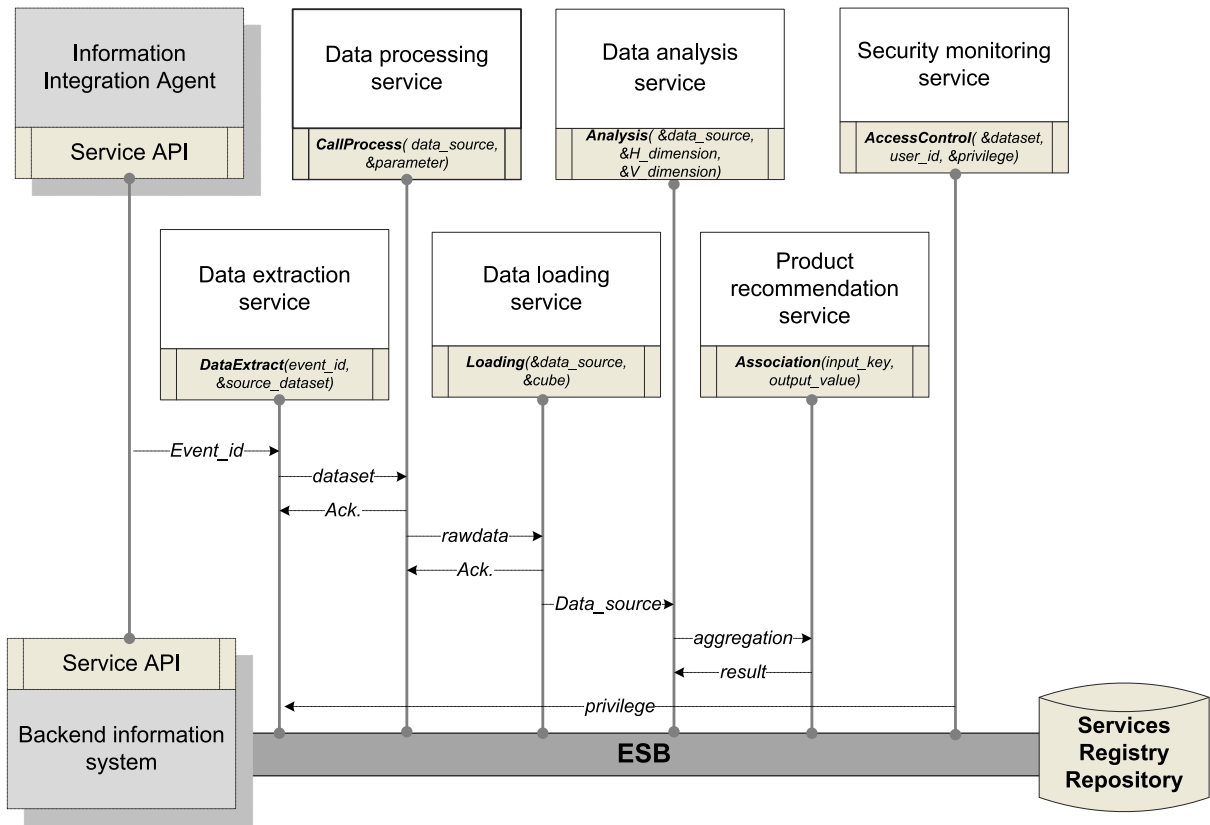 Information
Integration Agent
Service API
Data processing
service
CallProcess( data_source,
&parameter)
Data analysis
service
Analysis( &data_source,
&H_dimension,
&V_dimension)
Security monitoring
service
AccessControl( &dataset,
user_id, &privilege)
Data extraction
service
DataExtract(event_id,
&source_dataset)
Data loading
service
Loading(&data_source,
&cube)
Product
recommendation
service
Association(input_key,
output_value)
Event_id
dataset
Ack.
rawdata
Ack.
Data_source
aggregation
result
privilege
Service API
Backend information
system
ESB
Services
Registry
Repository